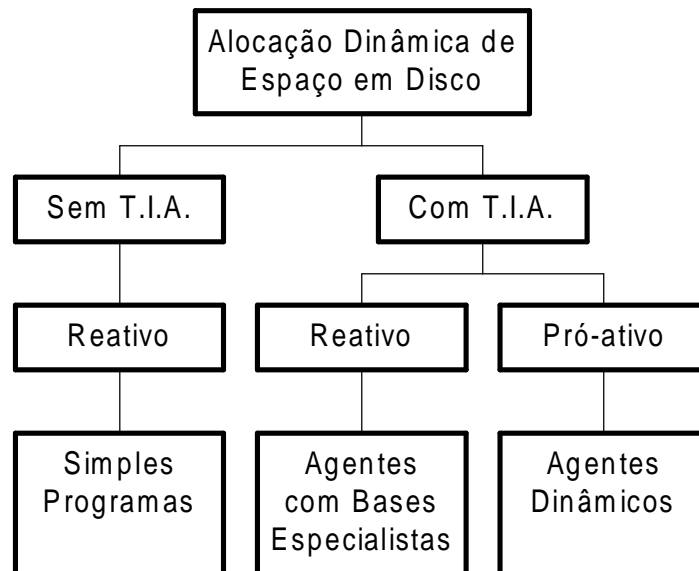 Alocação Dinâmica de
Espaço em Disco
Sem T.I.A.
Com T.I.A.
Reativo
Reativo
Pró-ativo
Simples
Programas
Agentes
com Bases
Especialistas
Agentes
Dinâmicos